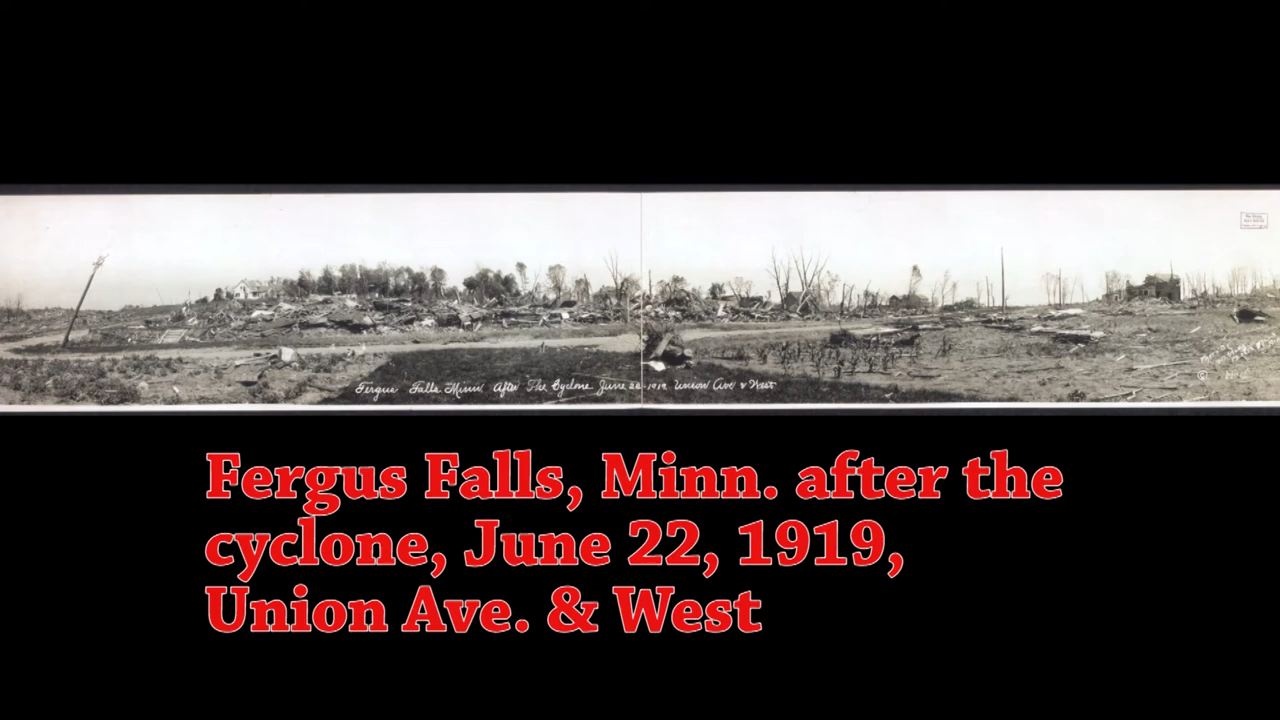 Fergus Falls Minn After The Cyclone June 22 1919 Union Ave & West
Fergus Falls, Minn. after the
cyclone, June 22, 1919,
Union Ave. & West